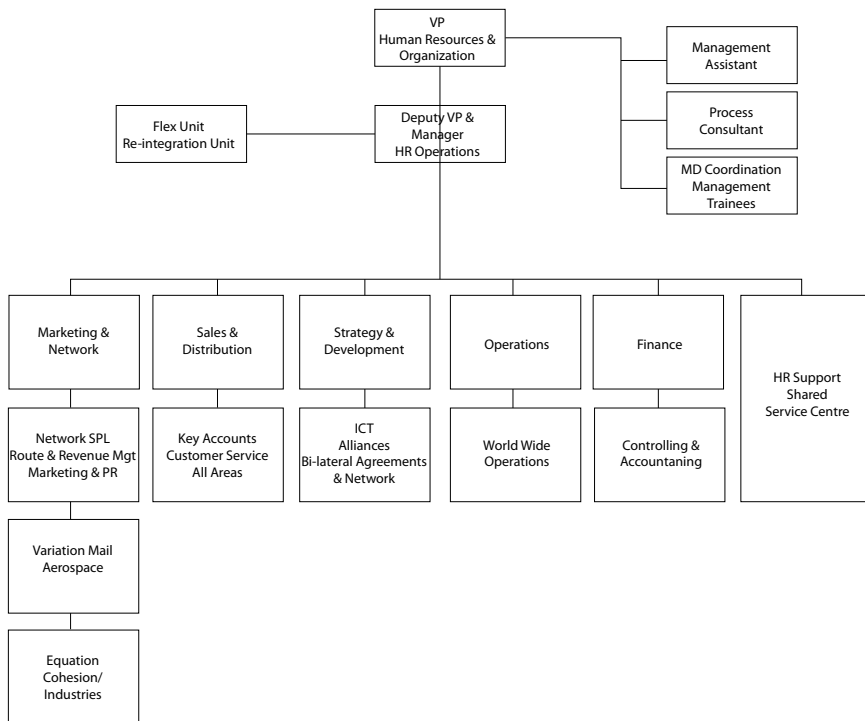 VP
Human Resources &
Organization
Management
Assistant
Flex Unit
Re-integration Unit
Deputy VP &
Manager
HR Operations
Process
Consultant
MD Coordination
Management
Trainees
Marketing &
Network
Sales &
Distribution
Strategy &
Development
Operations
Finance
HR Support
Shared
Service Centre
Network SPL
Route & Revenue Mgt
Marketing & PR
Key Accounts
Customer Service
All Areas
ICT
Alliances
Bi-lateral Agreements
& Network
World Wide
Operations
Controlling &
Accountaning
Variation Mail
Aerospace
Equation
Cohesion/
Industries